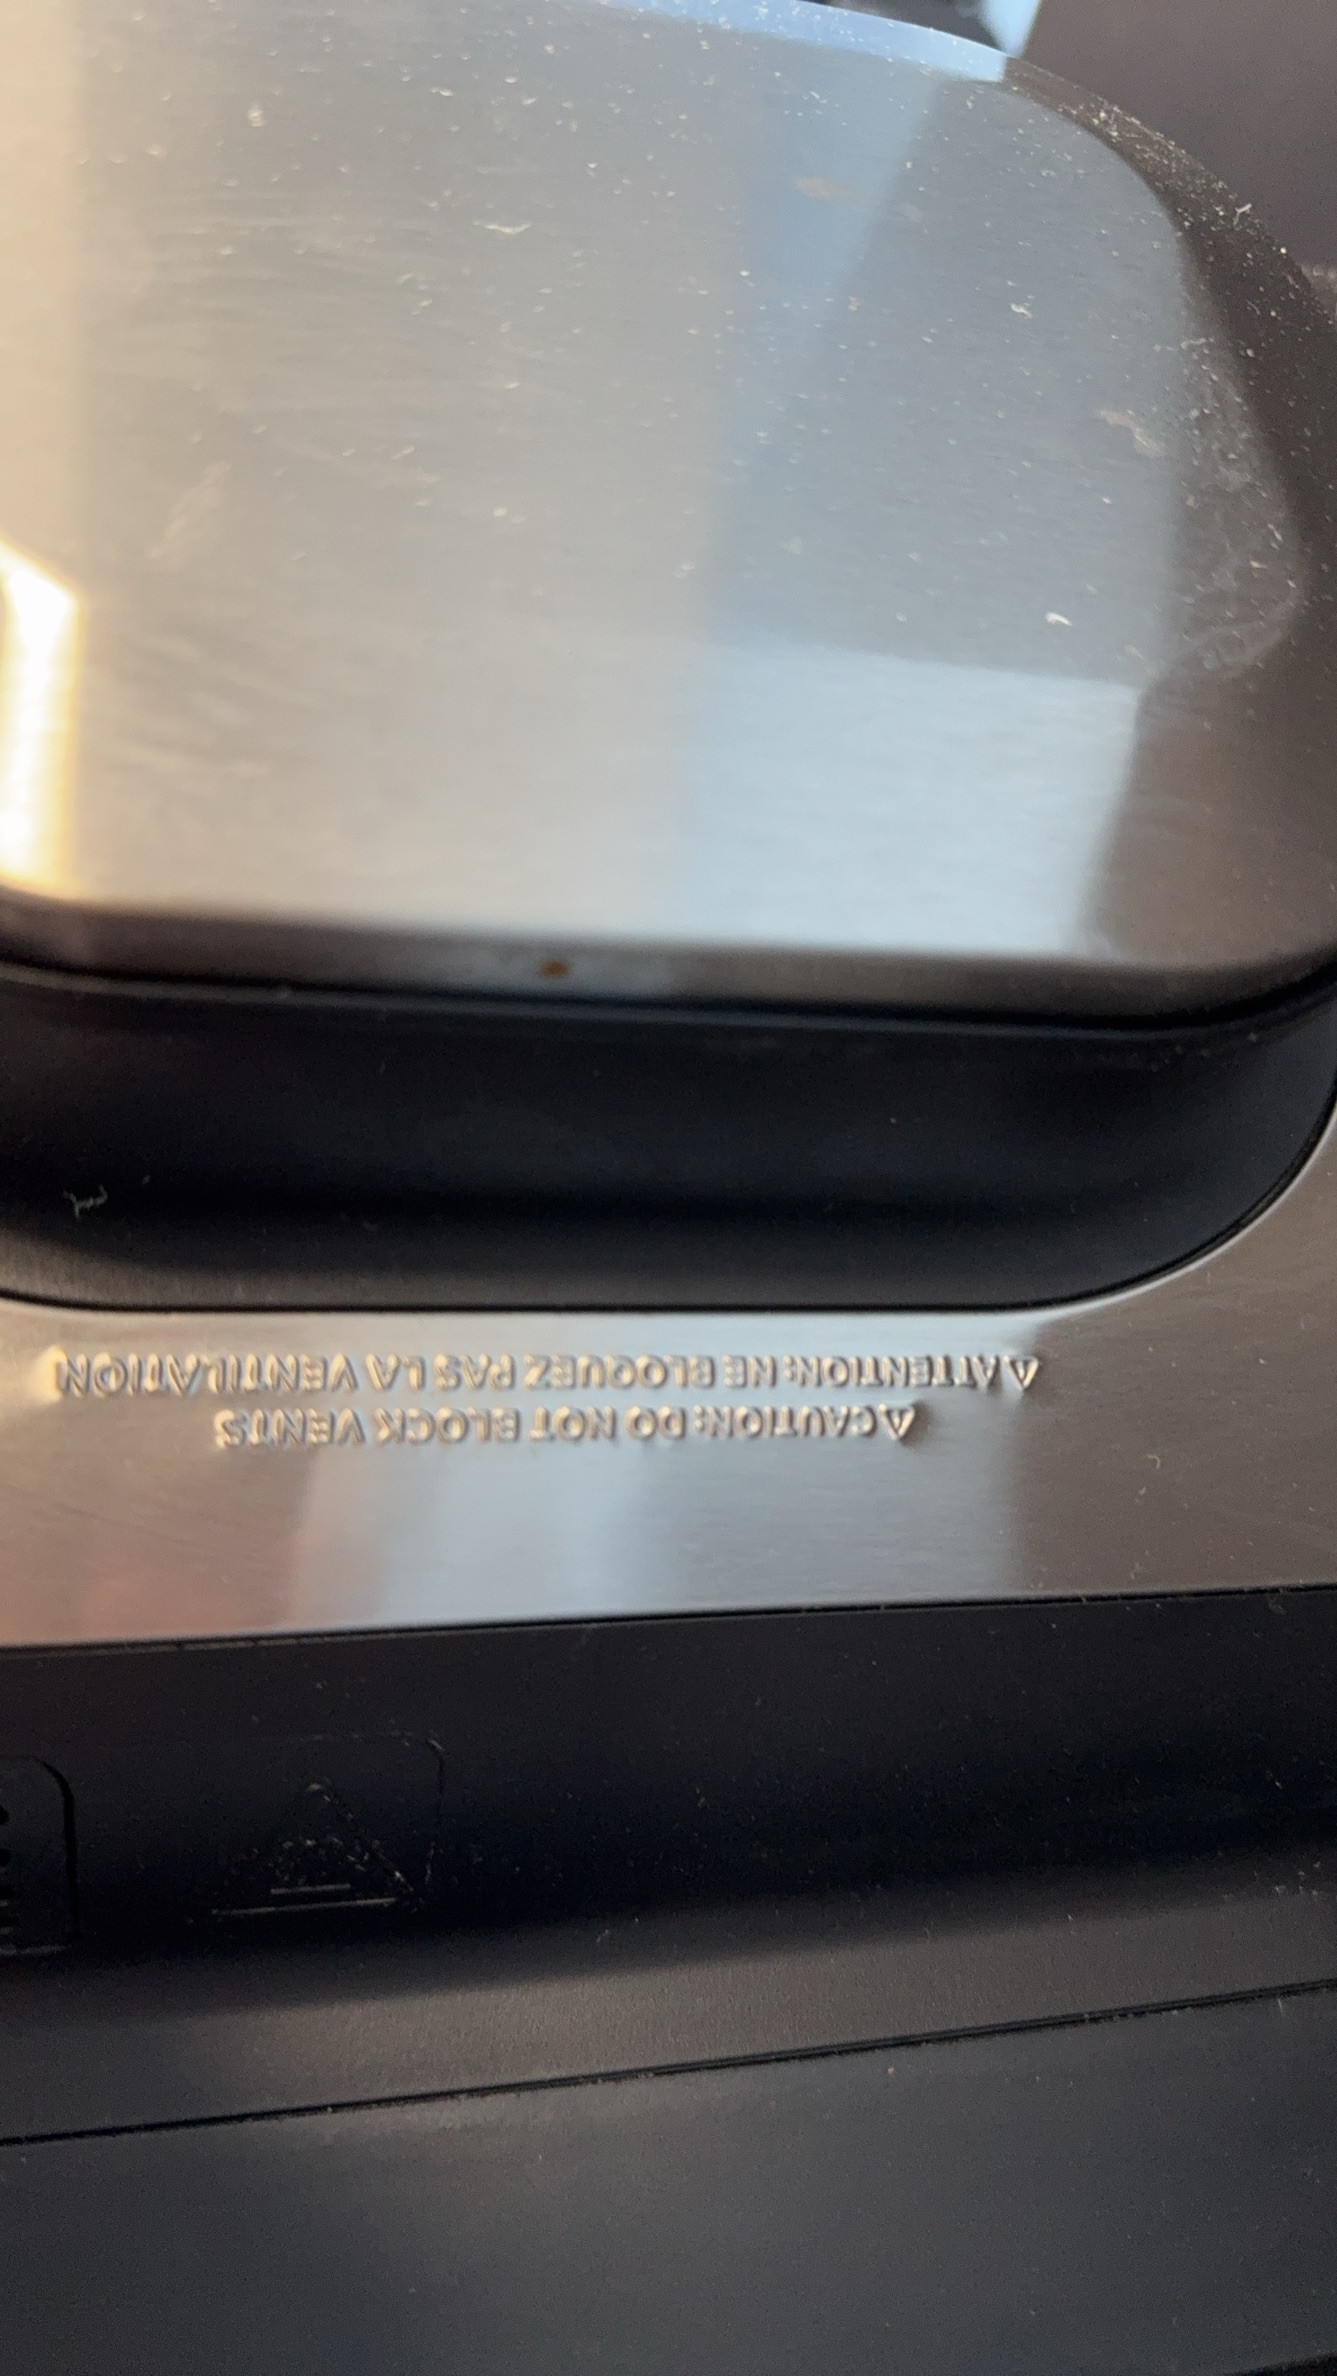 ⚠CAUTION: DO NOT BLOCK VENTS
⚠ATTENTION: NE BLOQUEZ PAS LA VENTILATION